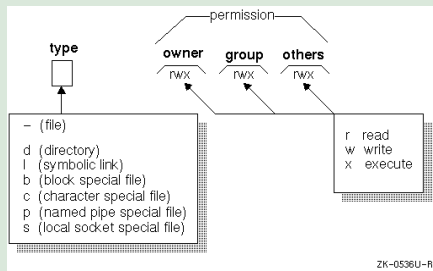 permission
type
owner group others
rwx rwx rwx
– (file)
d (directory)
l (symbolic link)
b (block special file)
c (character special file)
p (named pipe special file)
s (local socket special file)
r read
w write
x execute
ZK-0536U-R